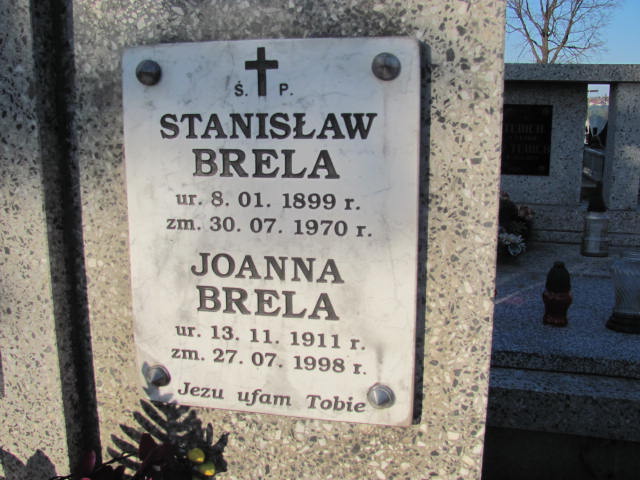 Ś. P.
STANISŁAW
BRELA
ur. 8. 01. 1899 r.
zm. 30. 07. 1970 r.
JOANNA
BRELA
ur. 13. 11. 1911 r.
zm. 27. 07. 1998 r.
Jezu ufam Tobie